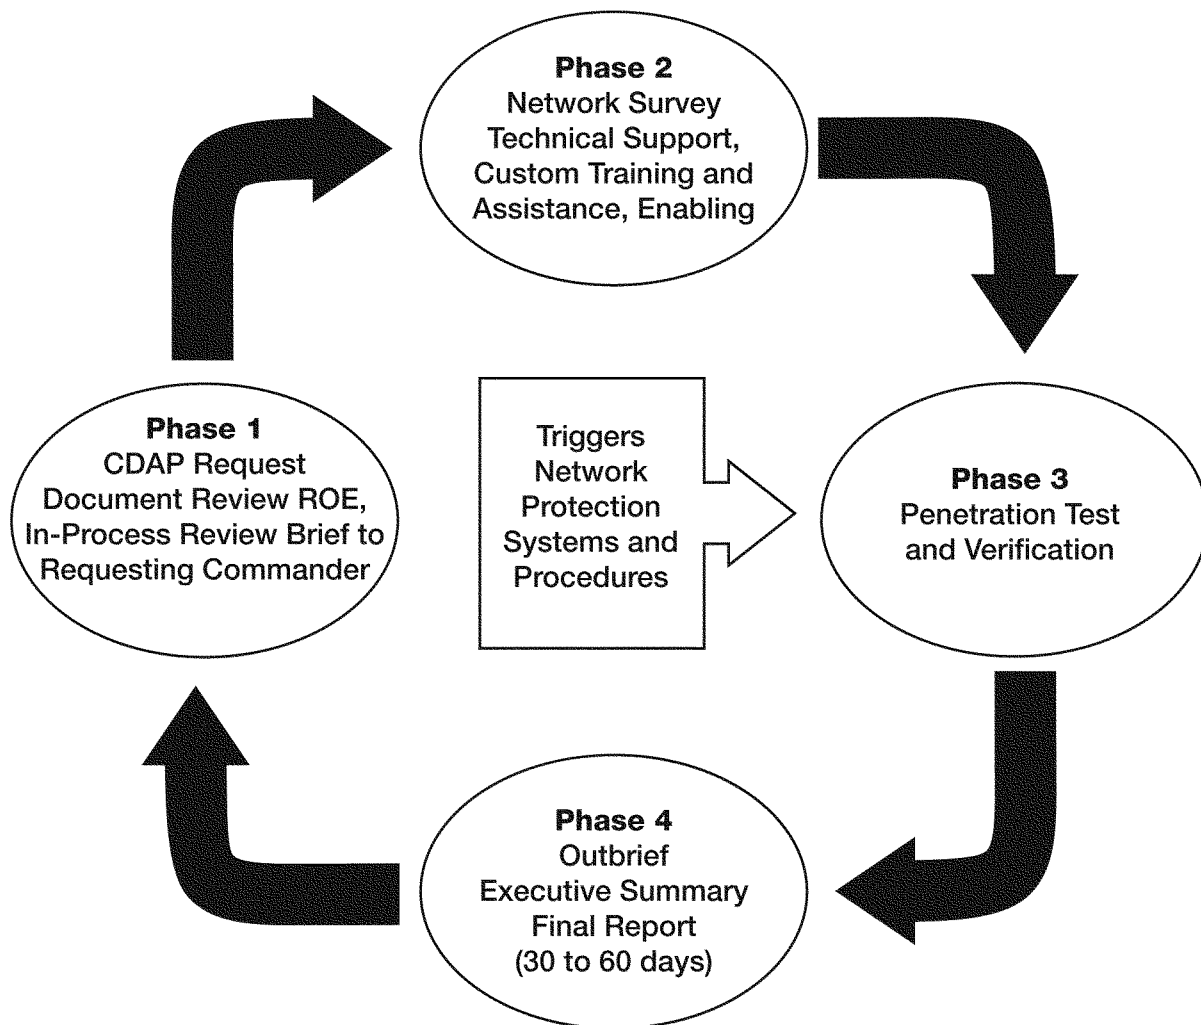 Phase 2
Network Survey
Technical Support,
Custom Training and
Assistance, Enabling
Phase 1
CDAP Request
Document Review ROE,
In-Process Review Brief to
Requesting Commander
Triggers
Network
Protection
Systems and
Procedures
Phase 3
Penetration Test
and Verification
Phase 4
Outbrief
Executive Summary
Final Report
(30 to 60 days)